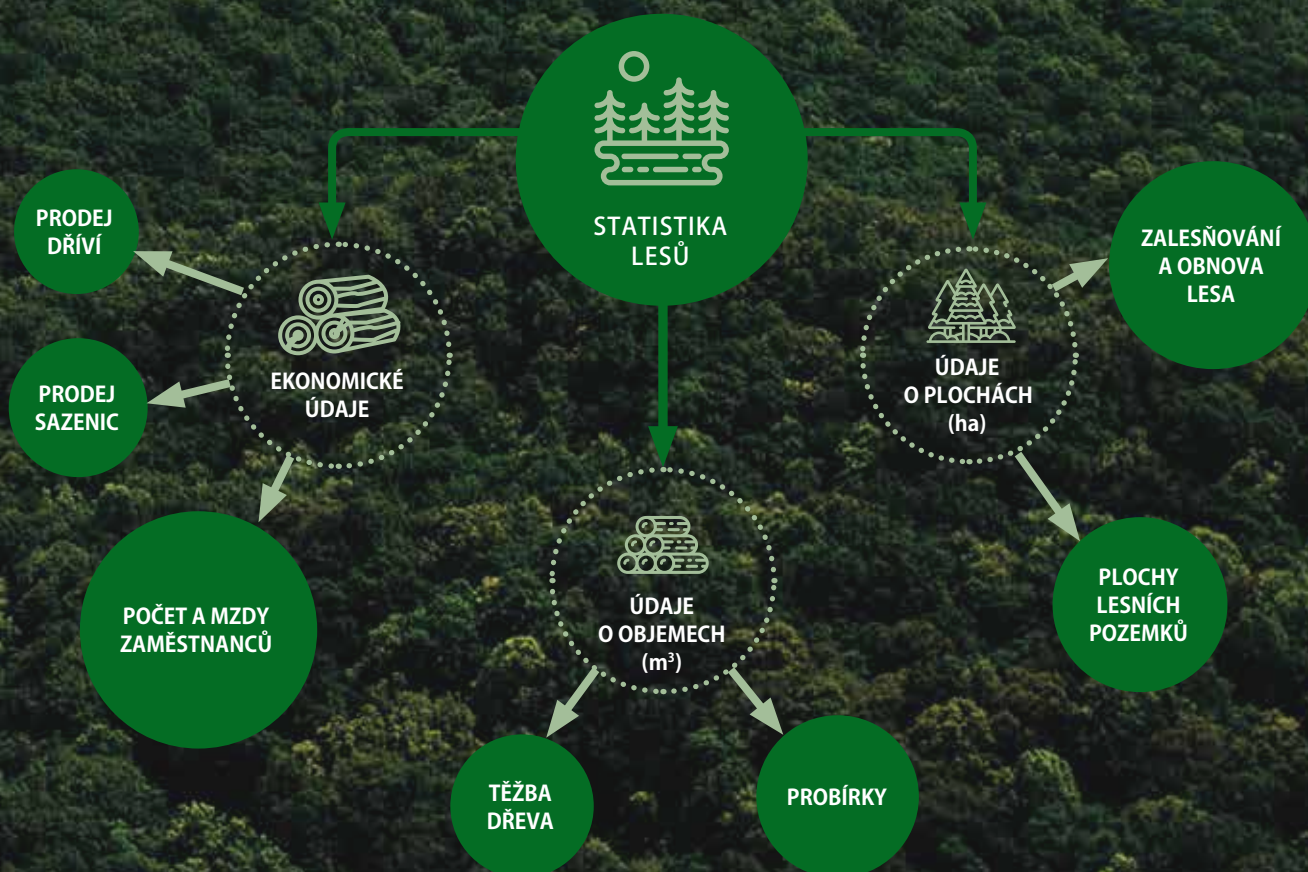 STATISTIKA
LESŮ
PRODEJ
DŘÍVÍ
PRODEJ
SAZENIC
EKONOMICKÉ
ÚDAJE
POČET A MZDY
ZAMĚSTNANCŮ
ÚDAJE
O OBJEMECH
(m³)
TĚŽBA
DŘEVA
PROBÍRKY
ÚDAJE
O PLOCHÁCH
(ha)
ZALESŇOVÁNÍ
A OBNOVA
LESA
PLOCHY
LESNÍCH
POZEMKŮ